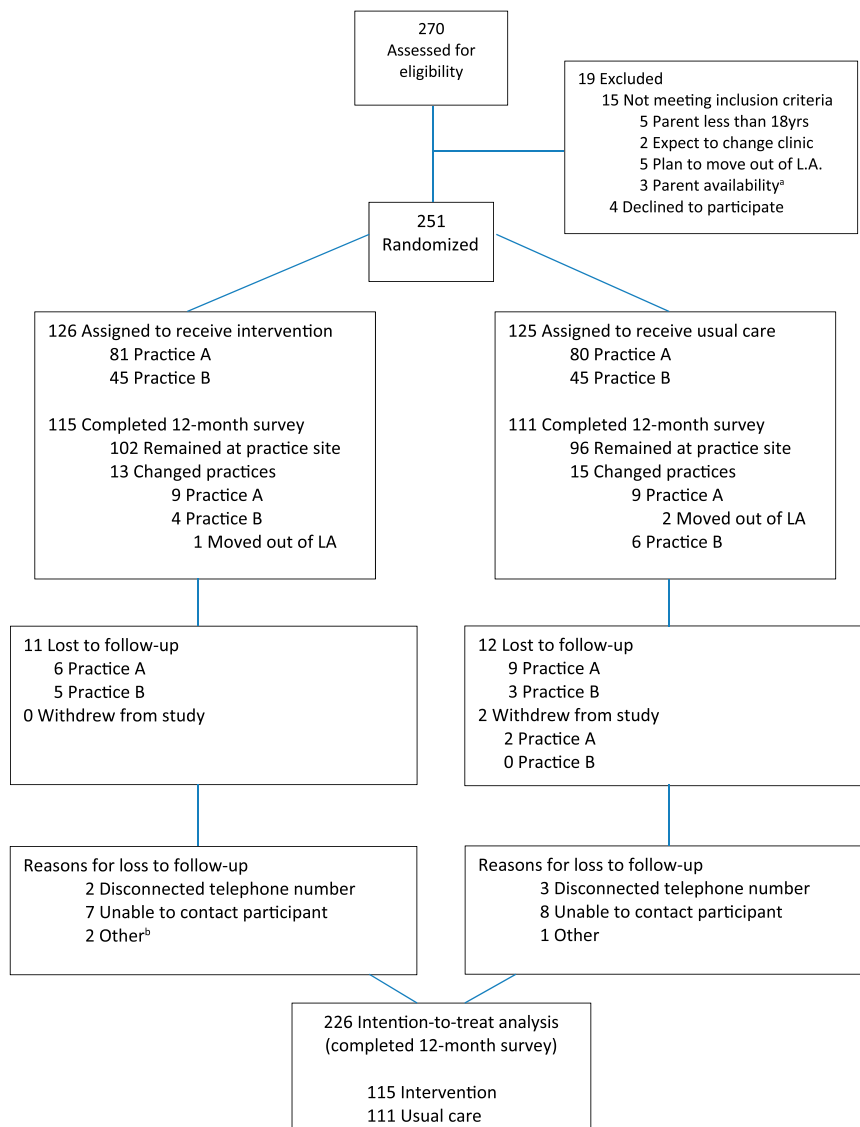 270
Assessed for
eligibility
19 Excluded
15 Not meeting inclusion criteria
5 Parent less than 18yrs
2 Expect to change clinic
5 Plan to move out of L.A.
3 Parent availabilityᵃ
4 Declined to participate
251
Randomized
126 Assigned to receive intervention
81 Practice A
45 Practice B
115 Completed 12-month survey
102 Remained at practice site
13 Changed practices
9 Practice A
4 Practice B
1 Moved out of LA
125 Assigned to receive usual care
80 Practice A
45 Practice B
111 Completed 12-month survey
96 Remained at practice site
15 Changed practices
9 Practice A
2 Moved out of LA
6 Practice B
11 Lost to follow-up
6 Practice A
5 Practice B
0 Withdrew from study
12 Lost to follow-up
9 Practice A
3 Practice B
2 Withdrew from study
2 Practice A
0 Practice B
Reasons for loss to follow-up
2 Disconnected telephone number
7 Unable to contact participant
2 Otherᵇ
Reasons for loss to follow-up
3 Disconnected telephone number
8 Unable to contact participant
1 Other
226 Intention-to-treat analysis
(completed 12-month survey)
115 Intervention
111 Usual care